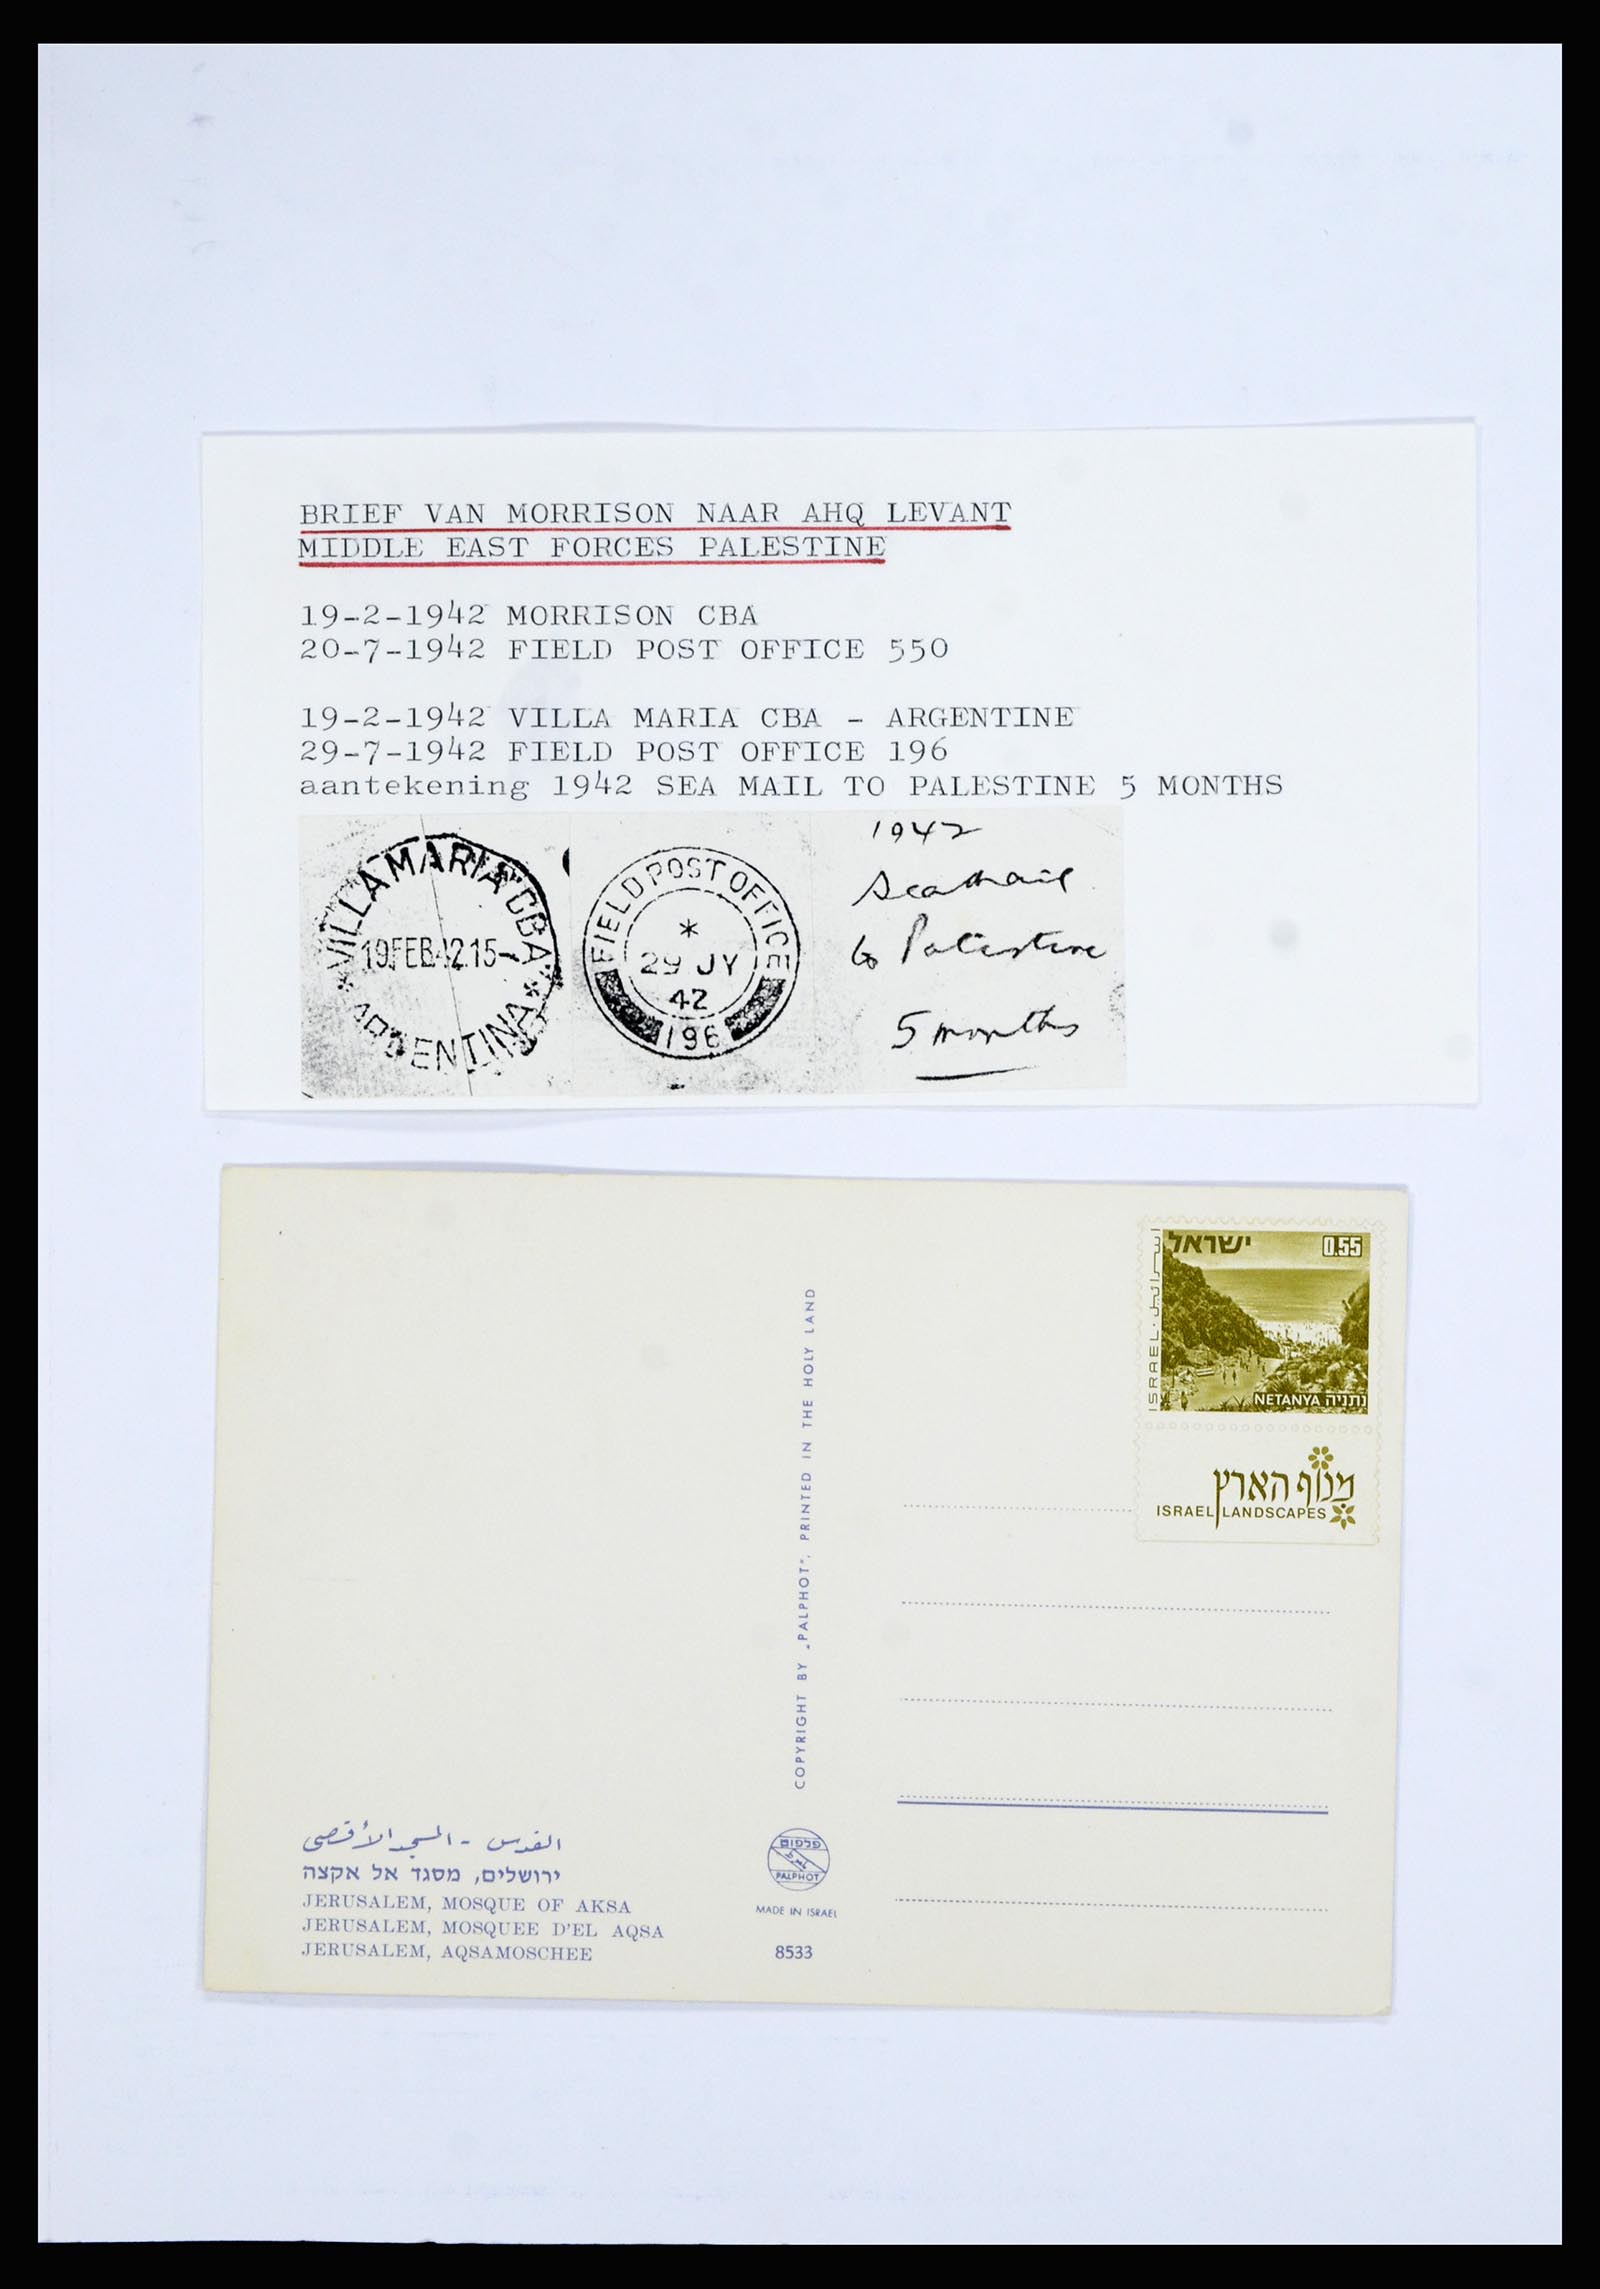 BRIEF VAN MORRISON NAAR AHQ LEVANT
MIDDLE EAST FORCES PALESTINE
19-2-1942 MORRISON CBA
20-7-1942 FIELD POST OFFICE 550
19-2-1942 VILLA MARIA CBA - ARGENTINE
29-7-1942 FIELD POST OFFICE 196
aantekening 1942 SEA MAIL TO PALESTINE 5 MONTHS
VILLA MARIA CBA
19FEB42 15-
* ARGENTINA *
FIELD POST OFFICE
*
29 JY
42
196
1942
Seamail
to Palestine
5 months
ישראל 0.55
ISRAEL · اسرائيل
NETANYA נתניה
מנוף הארץ
ISRAEL LANDSCAPES
COPYRIGHT BY „PALPHOT“, PRINTED IN THE HOLY LAND
القدس - المسجد الأقصى
ירושלים, מסגד אל אקצה
JERUSALEM, MOSQUE OF AKSA
JERUSALEM, MOSQUEE D'EL AQSA
JERUSALEM, AQSAMOSCHEE
פלפוט
PALPHOT
MADE IN ISRAEL
8533